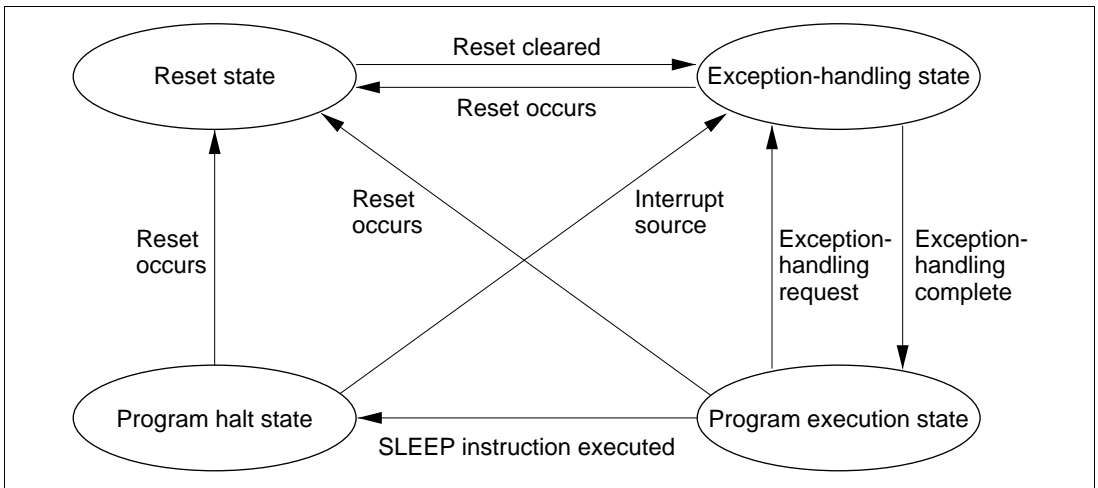 Reset cleared
Reset state
Exception-handling state
Reset occurs
Reset
occurs
Interrupt
source
Reset
occurs
Exception-
handling
request
Exception-
handling
complete
Program halt state
Program execution state
SLEEP instruction executed